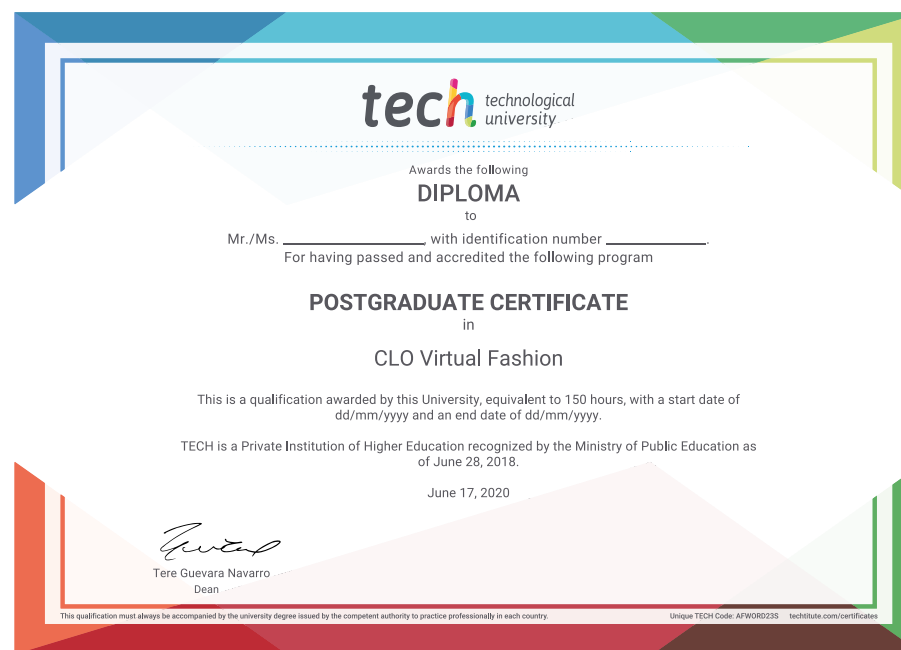 tech technological
university
Awards the following
DIPLOMA
to
Mr./Ms. ____________, with identification number ____________.
For having passed and accredited the following program
POSTGRADUATE CERTIFICATE
in
CLO Virtual Fashion
This is a qualification awarded by this University, equivalent to 150 hours, with a start date of
dd/mm/yyyy and an end date of dd/mm/yyyy.
TECH is a Private Institution of Higher Education recognized by the Ministry of Public Education as
of June 28, 2018.
June 17, 2020
Tere Guevara Navarro
Dean
This qualification must always be accompanied by the university degree issued by the competent authority to practice professionally in each country. Unique TECH Code: AFWORD23S techtitute.com/certificates